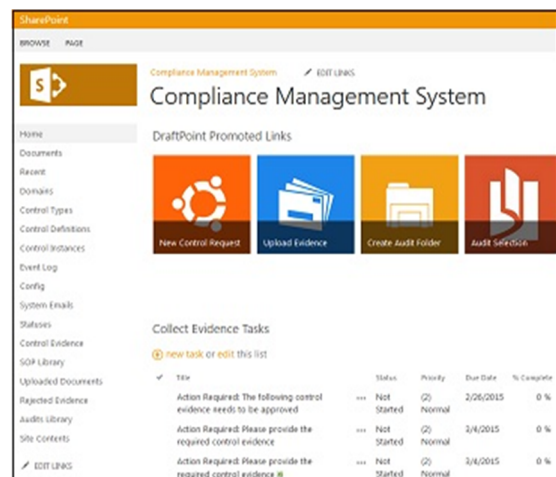 SharePoint
BROWSE PAGE
Compliance Management System EDIT LINKS
Compliance Management System
Home
Documents
Recent
Domains
Control Types
Control Definitions
Control Instances
Event Log
Config
System Emails
Statuses
Control Evidence
SOP Library
Uploaded Documents
Rejected Evidence
Audits Library
Site Contents
EDIT LINKS
DraftPoint Promoted Links
New Control Request
Upload Evidence
Create Audit Folder
Audit Selection
Collect Evidence Tasks
new task or edit this list
Title Status Priority Due Date % Complete
Action Required: The following control ... Not (2) 2/26/2015 0 %
evidence needs to be approved Started Normal
Action Required: Please provide the ... Not (2) 3/4/2015 0 %
required control evidence Started Normal
Action Required: Please provide the ... Not (2) 3/4/2015 0 %
required control evidence Started Normal